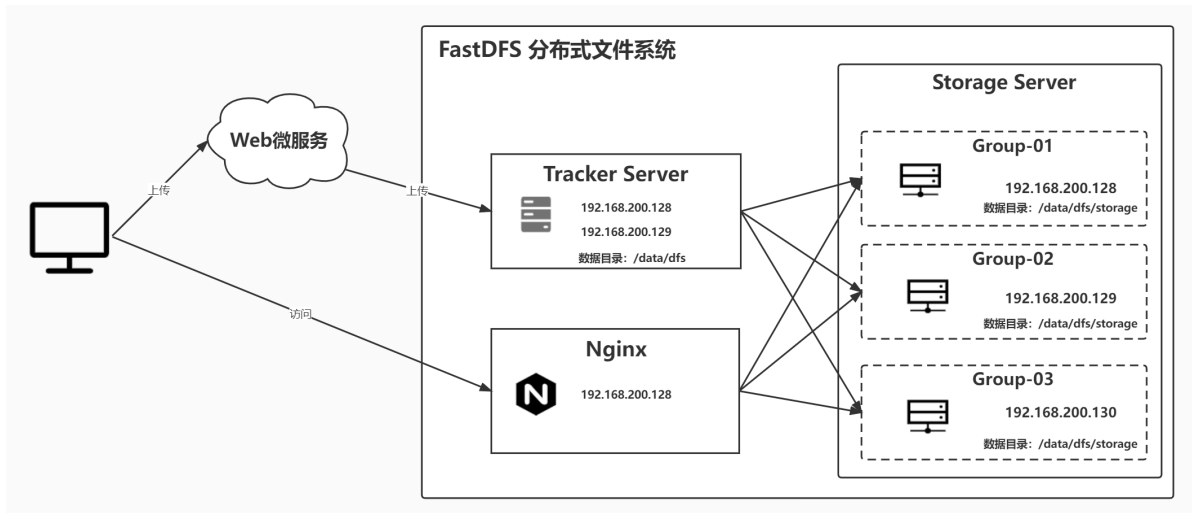 FastDFS 分布式文件系统
Storage Server
Web微服务
上传
上传
访问
Tracker Server
192.168.200.128
192.168.200.129
数据目录：/data/dfs
Nginx
N
192.168.200.128
Group-01
192.168.200.128
数据目录：/data/dfs/storage
Group-02
192.168.200.129
数据目录：/data/dfs/storage
Group-03
192.168.200.130
数据目录：/data/dfs/storage